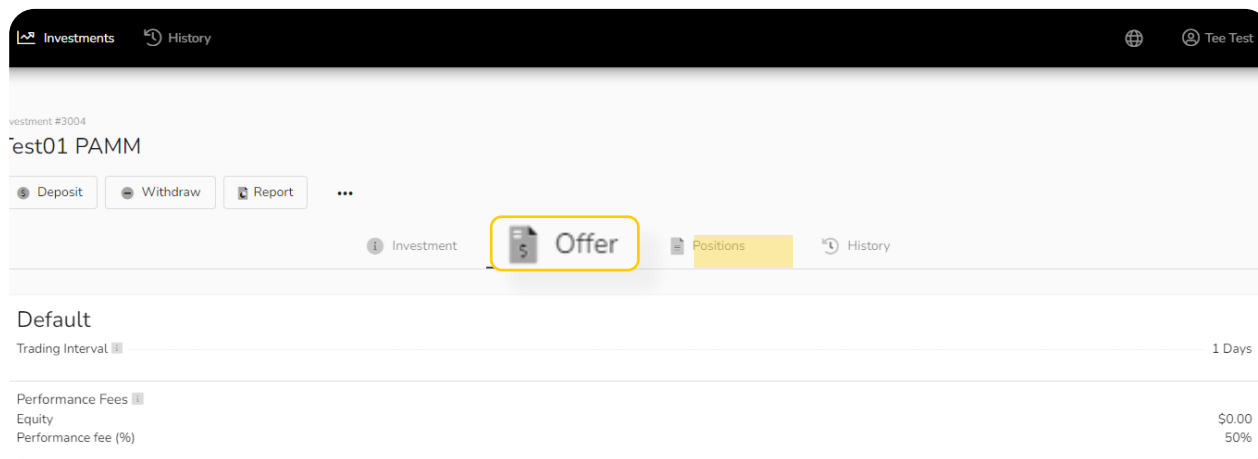 Investments History Tee Test
vestment #3004
Test01 PAMM
Deposit Withdraw Report •••
Investment Offer Positions History
Default
Trading Interval 1 Days
Performance Fees
Equity $0.00
Performance fee (%) 50%